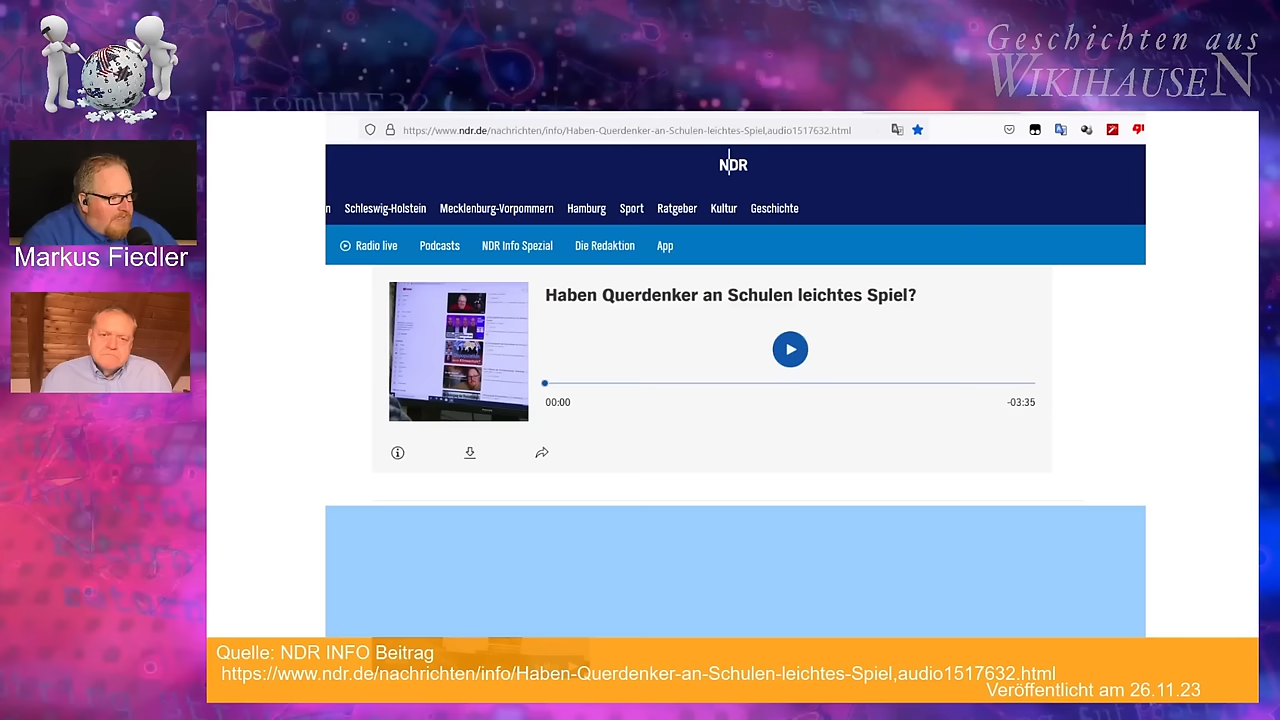 Geschichten aus
WIKIHAUSEN
https://www.ndr.de/nachrichten/info/Haben-Querdenker-an-Schulen-leichtes-Spiel,audio1517632.html
NDR
n Schleswig-Holstein Mecklenburg-Vorpommern Hamburg Sport Ratgeber Kultur Geschichte
Radio live Podcasts NDR Info Spezial Die Redaktion App
Markus Fiedler
Haben Querdenker an Schulen leichtes Spiel?
00:00 -03:35
Quelle: NDR INFO Beitrag
https://www.ndr.de/nachrichten/info/Haben-Querdenker-an-Schulen-leichtes-Spiel,audio1517632.html
Veröffentlicht am 26.11.23